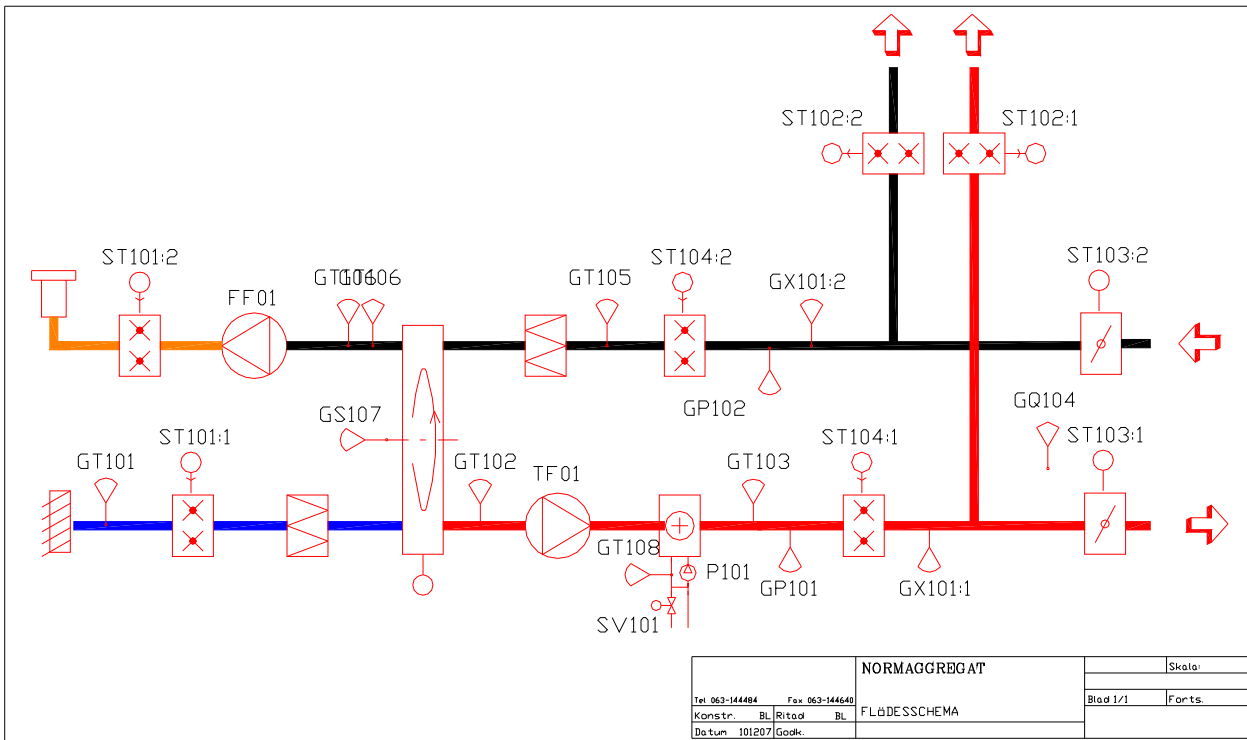 ST102:2
ST102:1
ST101:2
FF01
GT106
GT106
GT105
ST104:2
GX101:2
ST103:2
GP102
GQ104
GS107
ST101:1
GT101
GT102
TF01
GT103
ST104:1
ST103:1
GT108
P101
GP101
GX101:1
SV101
NORMAGGREGAT
Skala:
Tel 063-144484 Fax 063-144640
Blad 1/1 Forts.
Konstr. BL Ritad BL
FLÖDESSCHEMA
Datum 101207 Godk.